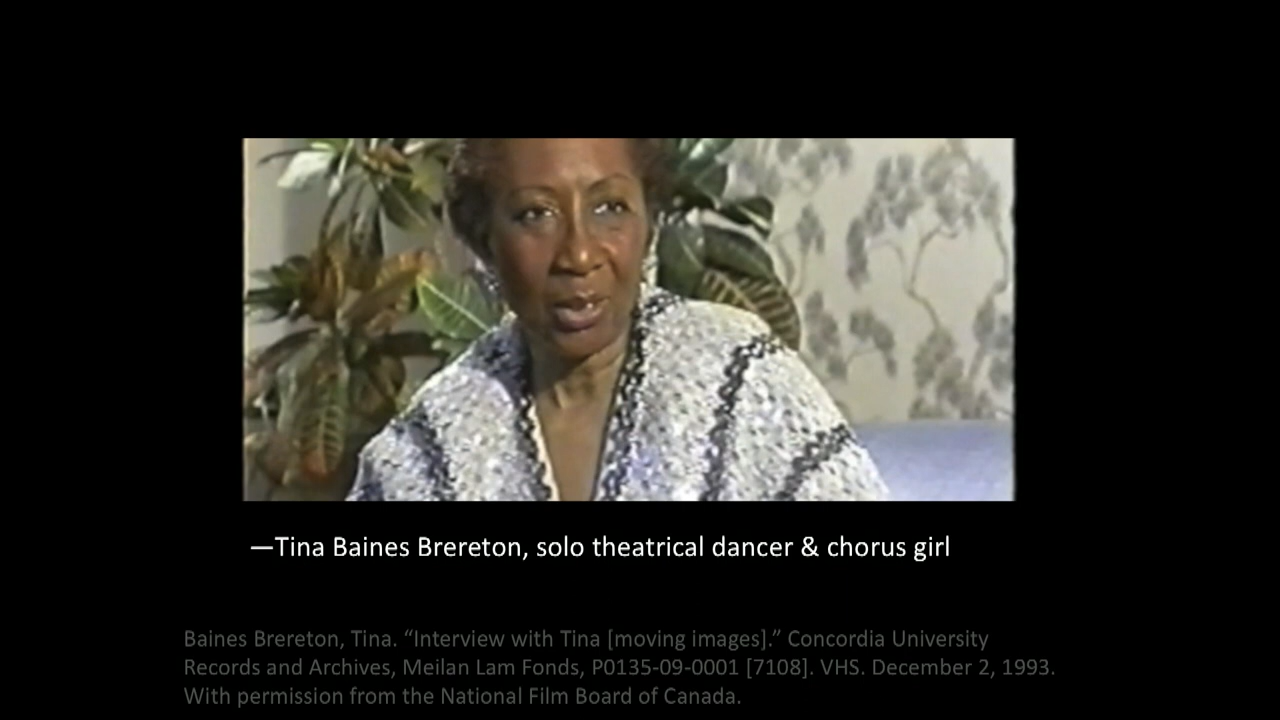 —Tina Baines Brereton, solo theatrical dancer & chorus girl
Baines Brereton, Tina. “Interview with Tina [moving images].” Concordia University
Records and Archives, Meilan Lam Fonds, P0135-09-0001 [7108]. VHS. December 2, 1993.
With permission from the National Film Board of Canada.